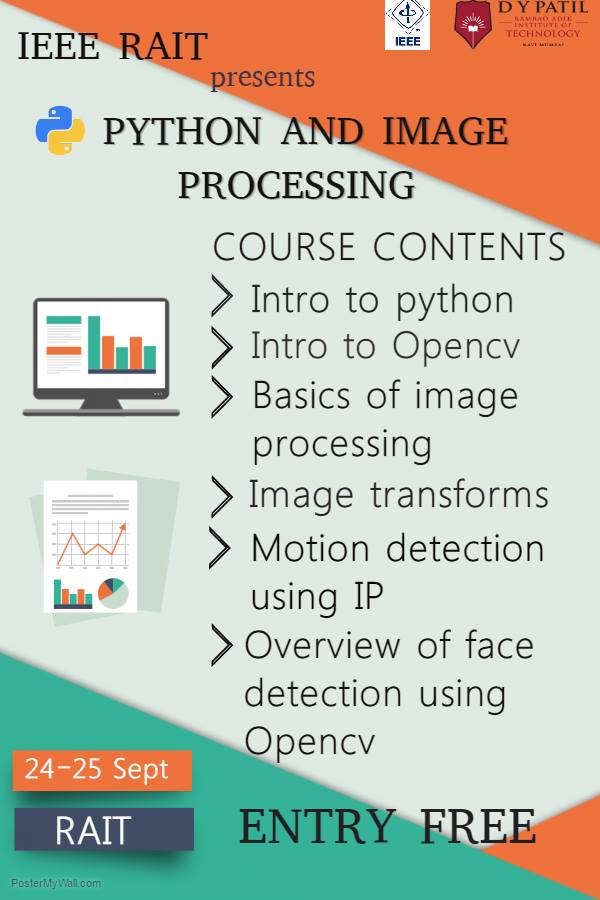 IEEE RAIT
presents
IEEE
D Y PATIL
RAMRAO ADIK
INSTITUTE OF
TECHNOLOGY
NAVI MUMBAI
PYTHON AND IMAGE
PROCESSING
COURSE CONTENTS
Intro to python
Intro to Opencv
Basics of image
processing
Image transforms
Motion detection
using IP
Overview of face
detection using
Opencv
24-25 Sept
RAIT
ENTRY FREE
PosterMyWall.com